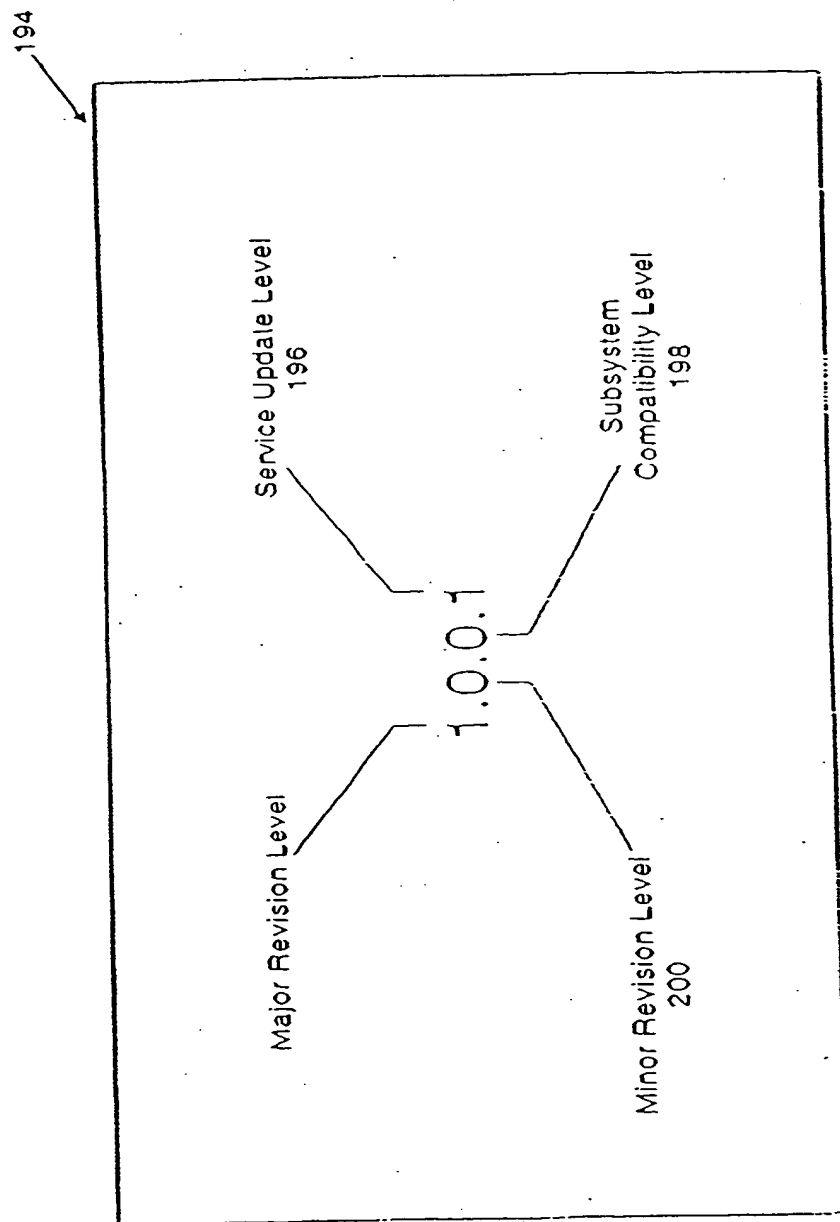 194
Major Revision Level
Service Update Level
196
1.0.0.1
Minor Revision Level
200
Subsystem
Compatibility Level
198